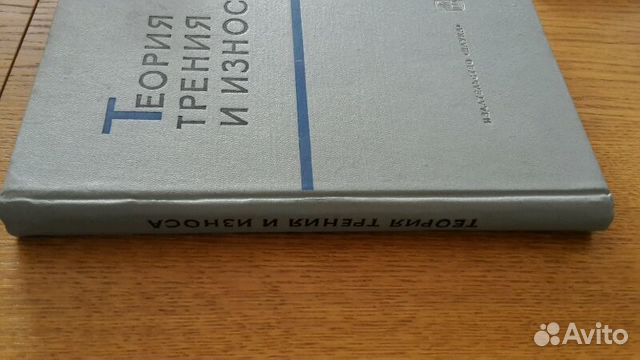 ТЕОРИЯ
ТРЕНИЯ
И ИЗНОС
ИЗДАТЕЛЬСТВО «НАУКА»
ТЕОРИЯ ТРЕНИЯ И ИЗНОСА
Avito